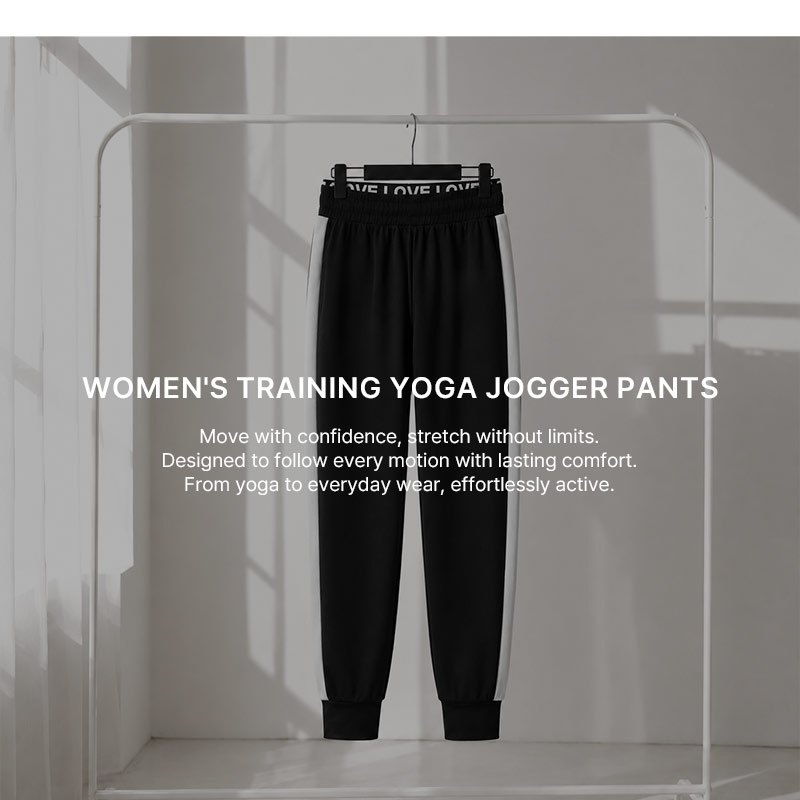 OVE LOVE LOVE
WOMEN'S TRAINING YOGA JOGGER PANTS
Move with confidence, stretch without limits.
Designed to follow every motion with lasting comfort.
From yoga to everyday wear, effortlessly active.